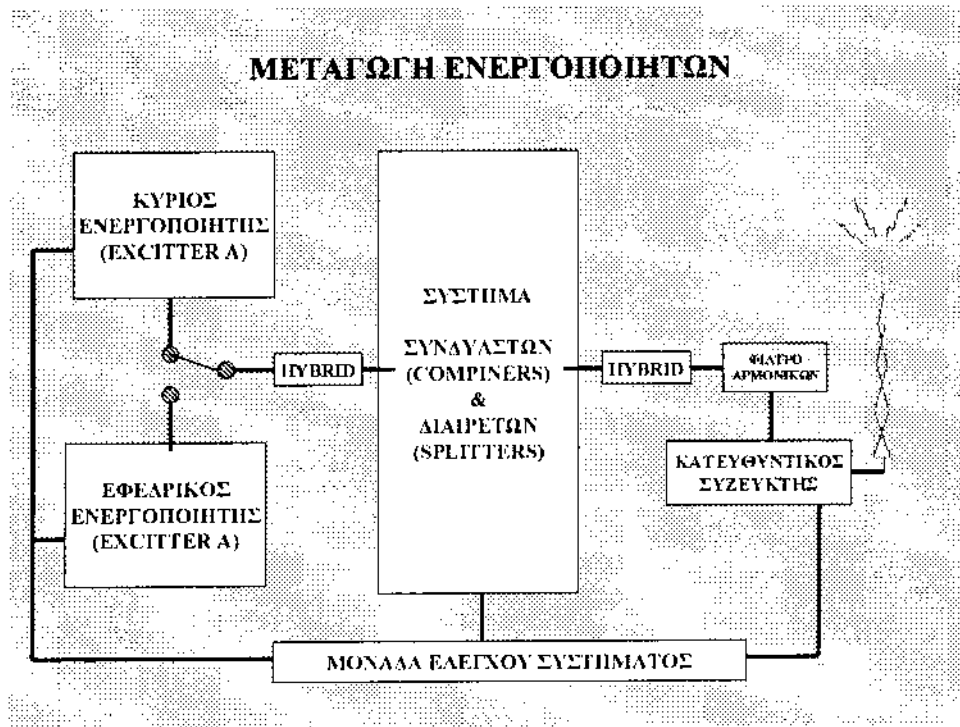 ΜΕΤΑΓΩΓΗ ΕΝΕΡΓΟΠΟΙΗΤΩΝ
ΚΥΡΙΟΣ
ΕΝΕΡΓΟΠΟΙΗΤΗΣ
(EXCITTER A)
ΕΦΕΔΡΙΚΟΣ
ΕΝΕΡΓΟΠΟΙΗΤΗΣ
(EXCITTER A)
HYBRID
ΣΥΣΤΗΜΑ
ΣΥΝΔΥΑΣΤΩΝ
(COMPINERS)
&
ΔΙΑΙΡΕΤΩΝ
(SPLITTERS)
HYBRID
ΦΙΛΤΡΟ
ΑΡΜΟΝΙΚΩΝ
ΚΑΤΕΥΘΥΝΤΙΚΟΣ
ΣΥΖΕΥΚΤΗΣ
ΜΟΝΑΔΑ ΕΛΕΓΧΟΥ ΣΥΣΤΗΜΑΤΟΣ